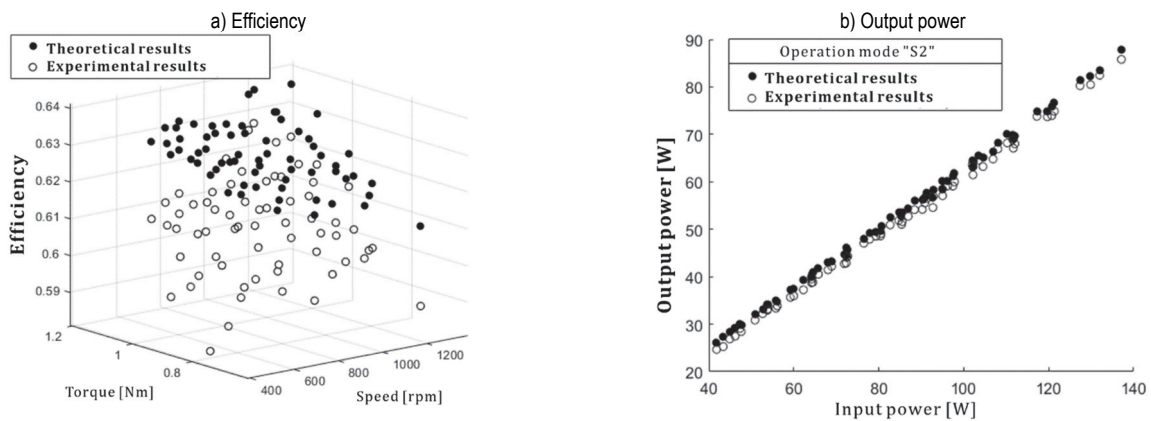 a) Efficiency
Theoretical results
Experimental results
0.64
0.63
0.62
0.61
0.6
0.59
Efficiency
1.2
1
0.8
Torque [Nm]
400
600
800
1000
1200
Speed [rpm]
b) Output power
Operation mode "S2"
Theoretical results
Experimental results
90
80
70
60
50
40
30
20
Output power [W]
40
60
80
100
120
140
Input power [W]